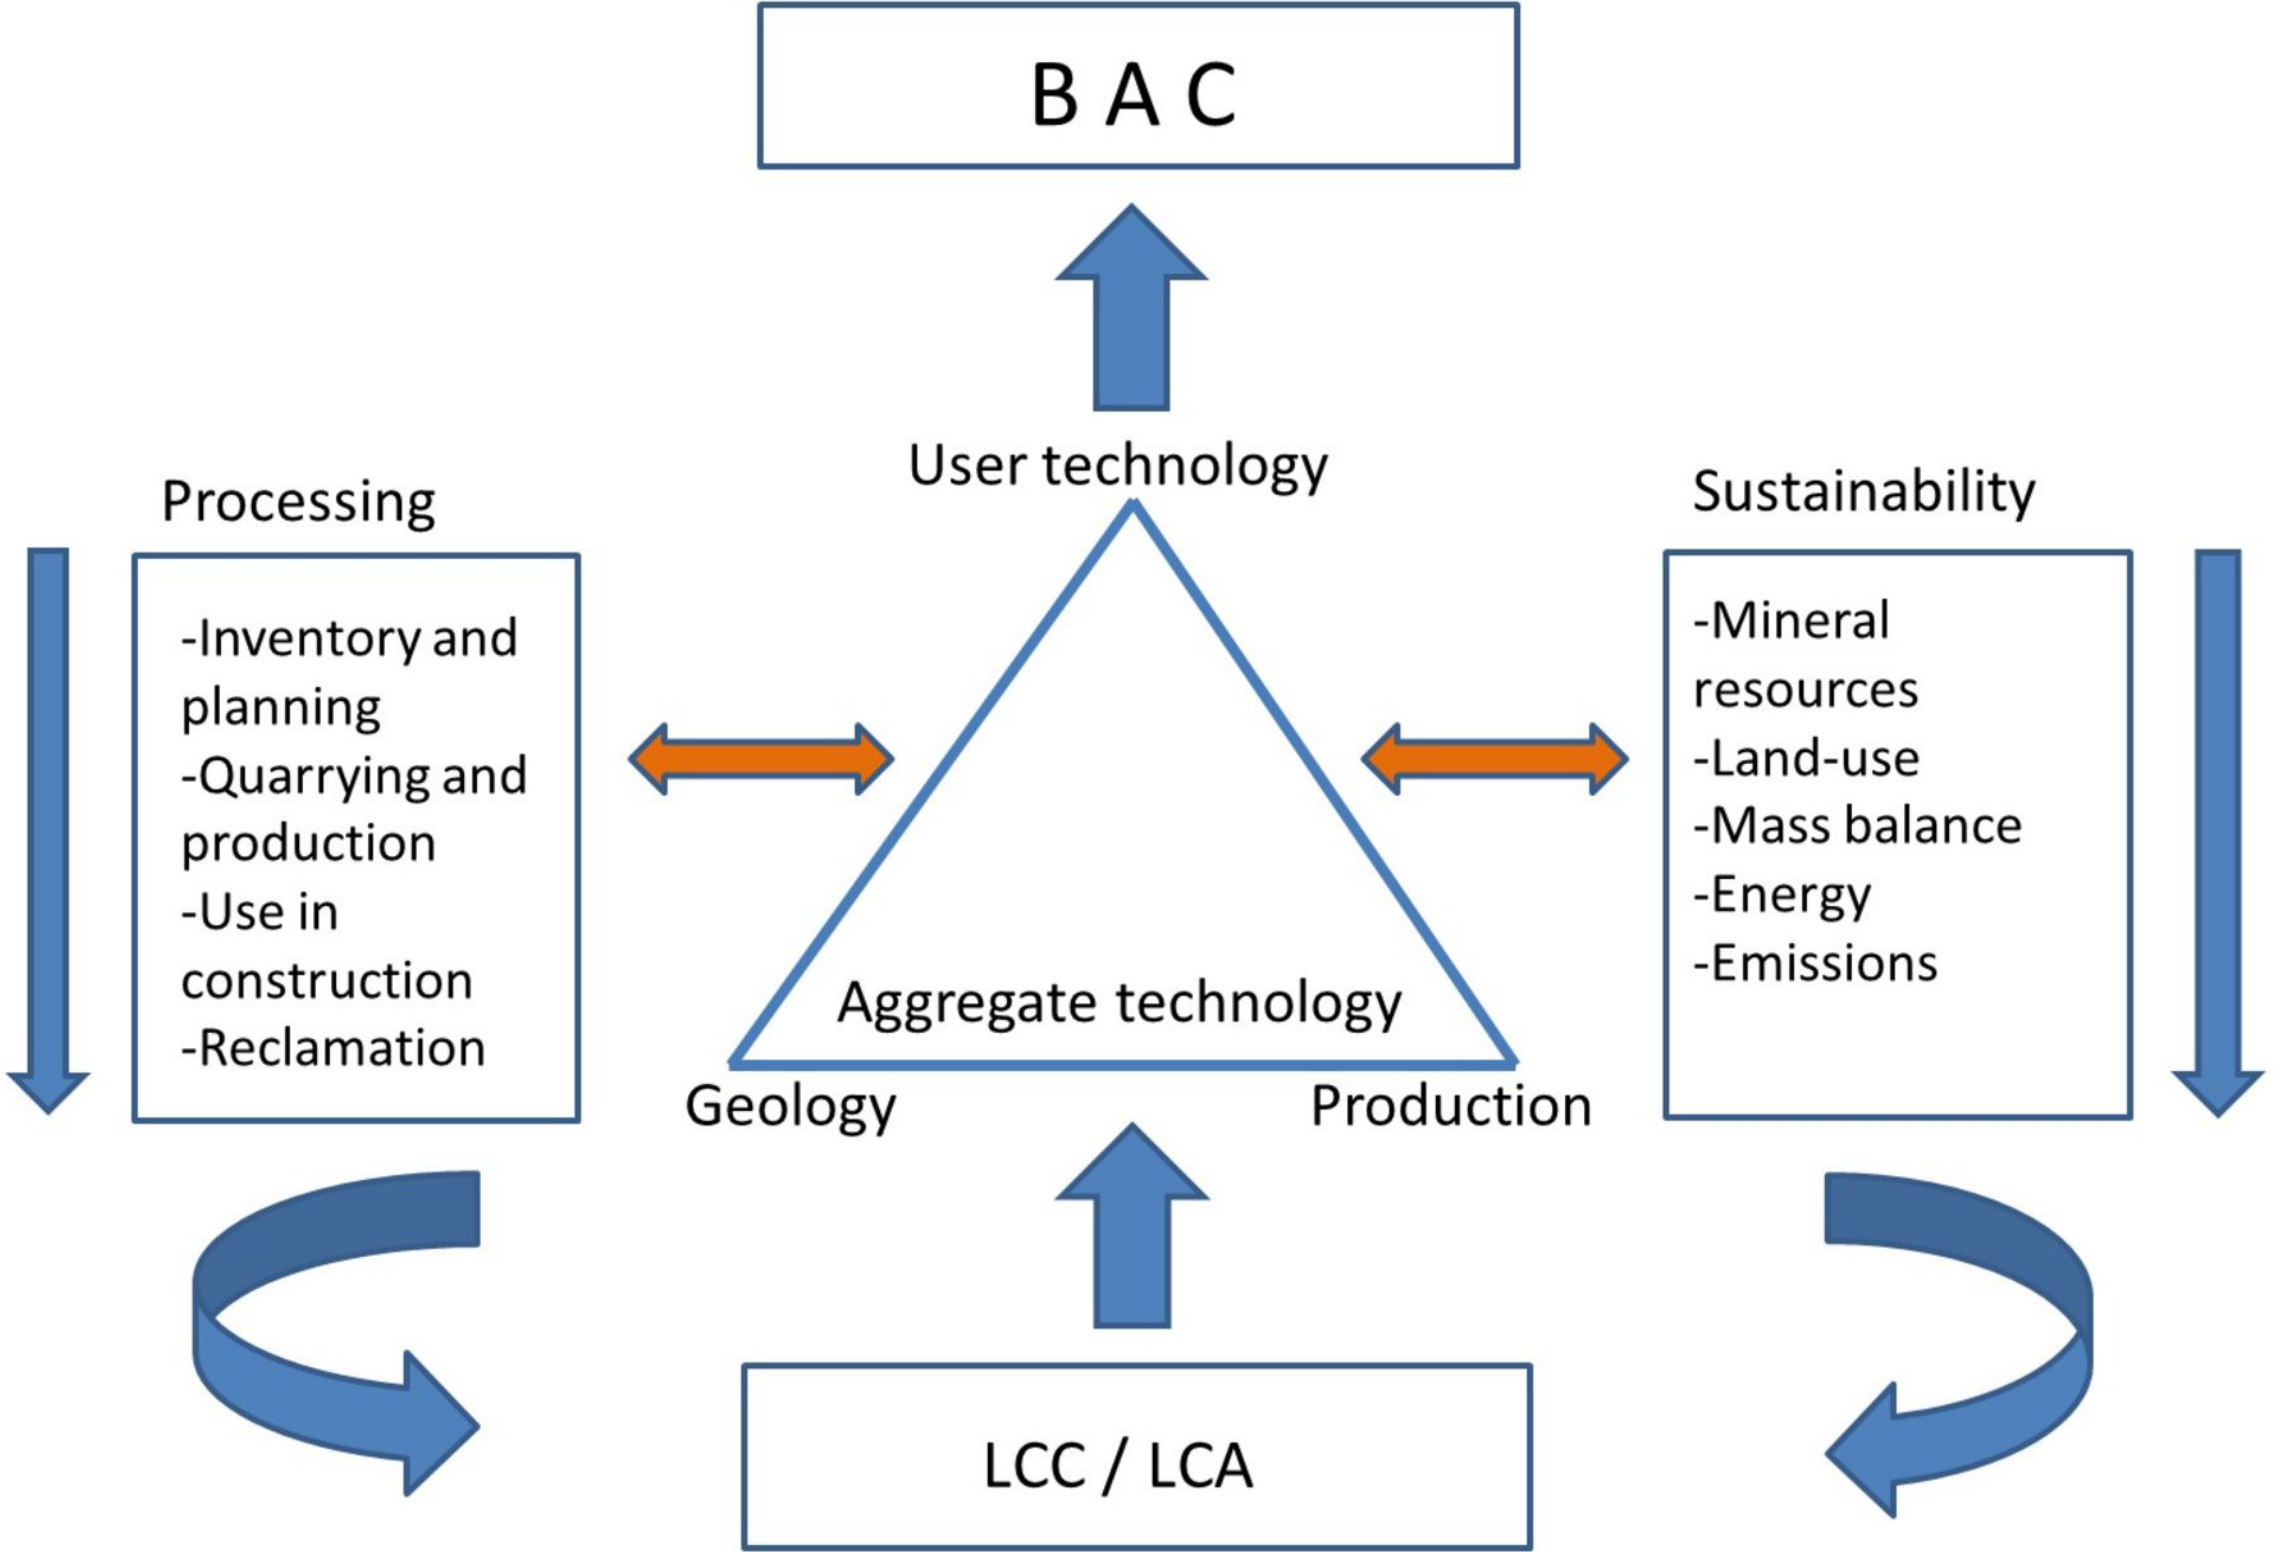 B A C
User technology
Processing
-Inventory and
planning
-Quarrying and
production
-Use in
construction
-Reclamation
Sustainability
-Mineral
resources
-Land-use
-Mass balance
-Energy
-Emissions
Aggregate technology
Geology
Production
LCC / LCA